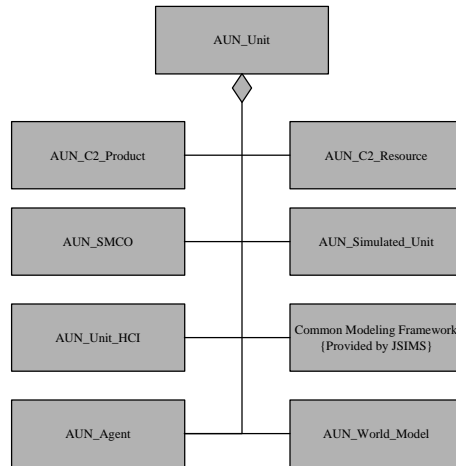 AUN_Unit
AUN_C2_Product
AUN_C2_Resource
AUN_SMCO
AUN_Simulated_Unit
AUN_Unit_HCI
Common Modeling Framework
{Provided by JSIMS}
AUN_Agent
AUN_World_Model